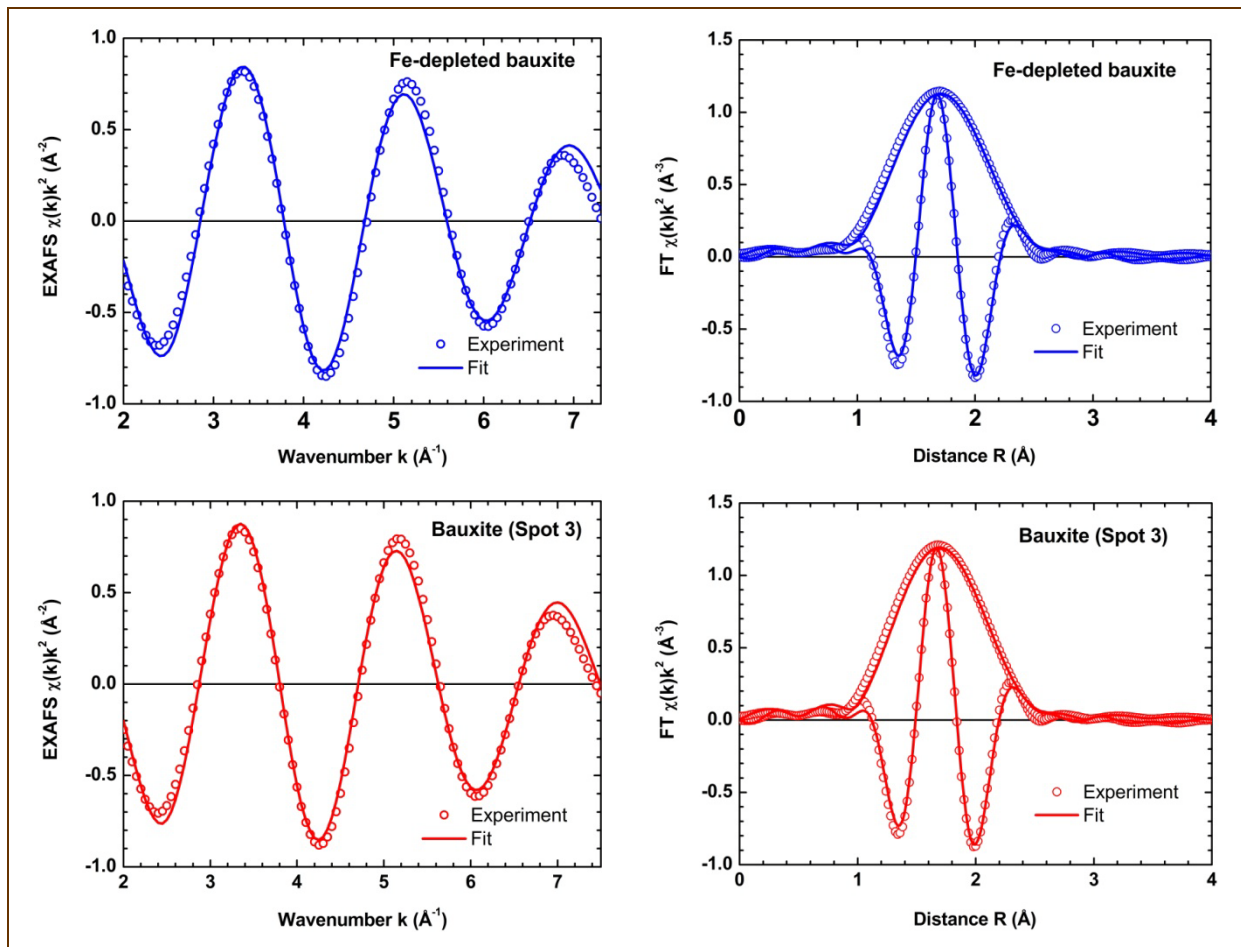 Fe-depleted bauxite
EXAFS χ(k)k² (Å⁻²)
1.0
0.5
0.0
-0.5
-1.0
Experiment
Fit
2 3 4 5 6 7
Wavenumber k (Å⁻¹)
Fe-depleted bauxite
FT χ(k)k² (Å⁻³)
1.5
1.0
0.5
0.0
-0.5
-1.0
Experiment
Fit
0 1 2 3 4
Distance R (Å)
Bauxite (Spot 3)
EXAFS χ(k)k² (Å⁻²)
1.0
0.5
0.0
-0.5
-1.0
Experiment
Fit
2 3 4 5 6 7
Wavenumber k (Å⁻¹)
Bauxite (Spot 3)
FT χ(k)k² (Å⁻³)
1.5
1.0
0.5
0.0
-0.5
-1.0
Experiment
Fit
0 1 2 3 4
Distance R (Å)